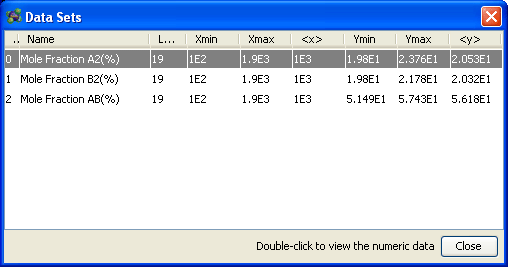 Data Sets
.. Name L... Xmin Xmax <x> Ymin Ymax <y>
0 Mole Fraction A2(%) 19 1E2 1.9E3 1E3 1.98E1 2.376E1 2.053E1
1 Mole Fraction B2(%) 19 1E2 1.9E3 1E3 1.98E1 2.178E1 2.032E1
2 Mole Fraction AB(%) 19 1E2 1.9E3 1E3 5.149E1 5.743E1 5.618E1
Double-click to view the numeric data Close